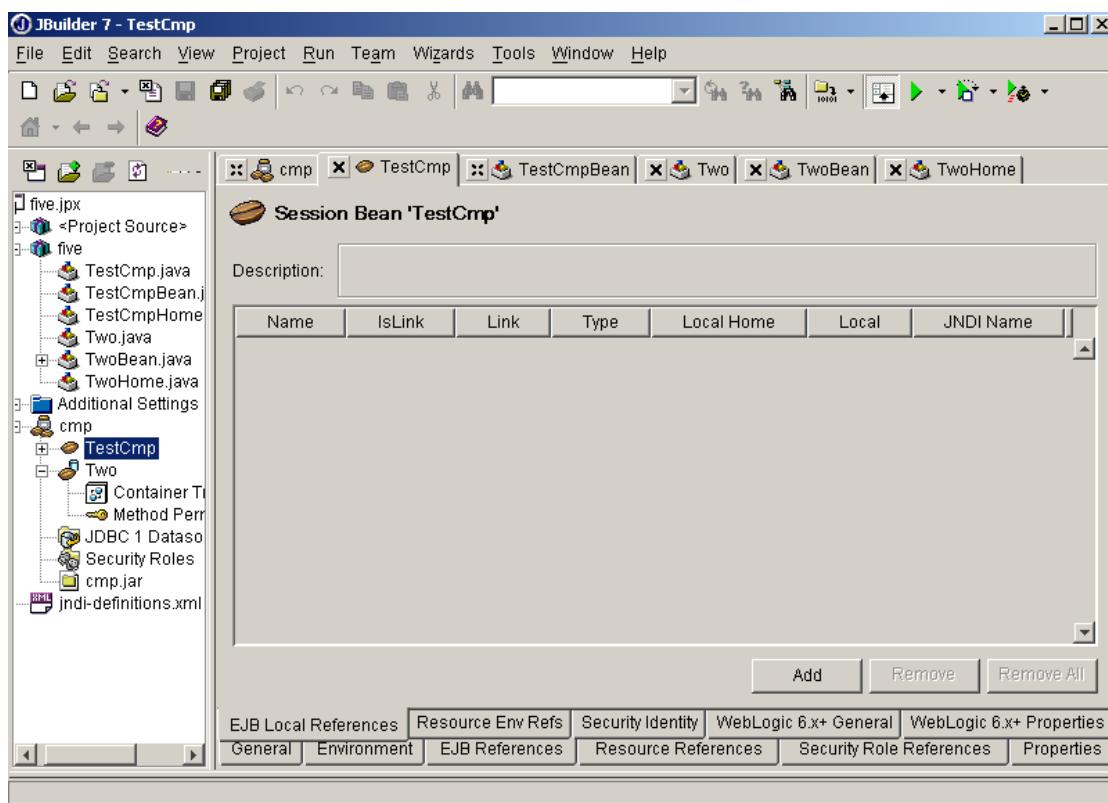 JBuilder 7 - TestCmp
File Edit Search View Project Run Team Wizards Tools Window Help
cmp TestCmp TestCmpBean Two TwoBean TwoHome
five.jpx
<Project Source>
five
TestCmp.java
TestCmpBean.j
TestCmpHome
Two.java
TwoBean.java
TwoHome.java
Additional Settings
cmp
TestCmp
Two
Container Tr
Method Perr
JDBC 1 Dataso
Security Roles
cmp.jar
jndi-definitions.xml
Session Bean 'TestCmp'
Description:
Name IsLink Link Type Local Home Local JNDI Name
Add Remove Remove All
EJB Local References Resource Env Refs Security Identity WebLogic 6.x+ General WebLogic 6.x+ Properties
General Environment EJB References Resource References Security Role References Properties